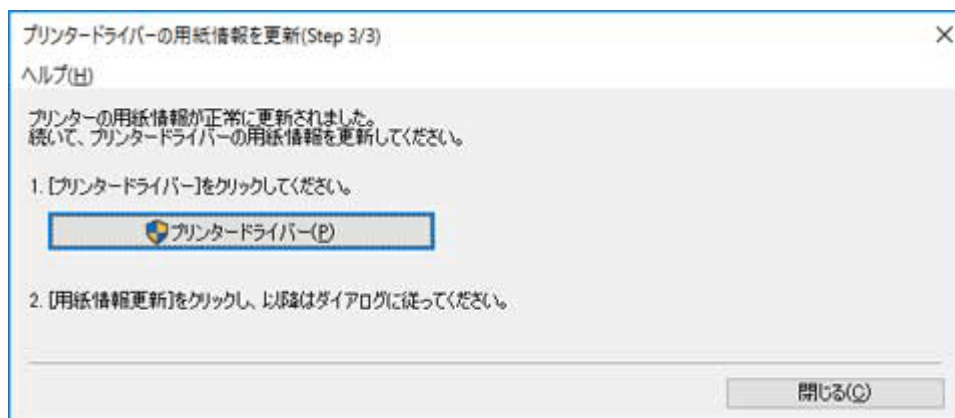 プリンタードライバーの用紙情報を更新(Step 3/3)
ヘルプ(H)
プリンターの用紙情報が正常に更新されました。
続いて、プリンタードライバーの用紙情報を更新してください。
1. [プリンタードライバー]をクリックしてください。
プリンタードライバー(P)
2. [用紙情報更新]をクリックし、以降はダイアログに従ってください。
閉じる(C)